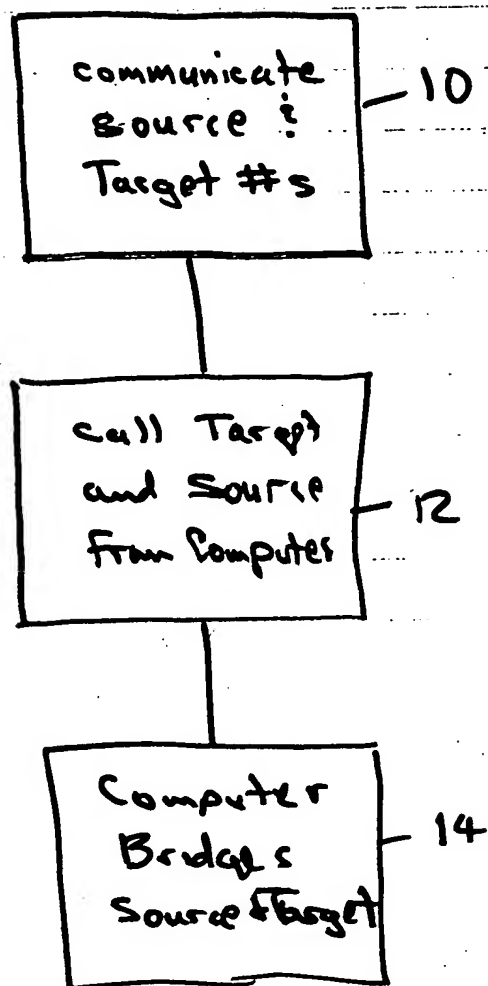 communicate
source &
Target #s
10
call Target
and Source
from Computer
12
Computer
Bridges
Source & Target
14